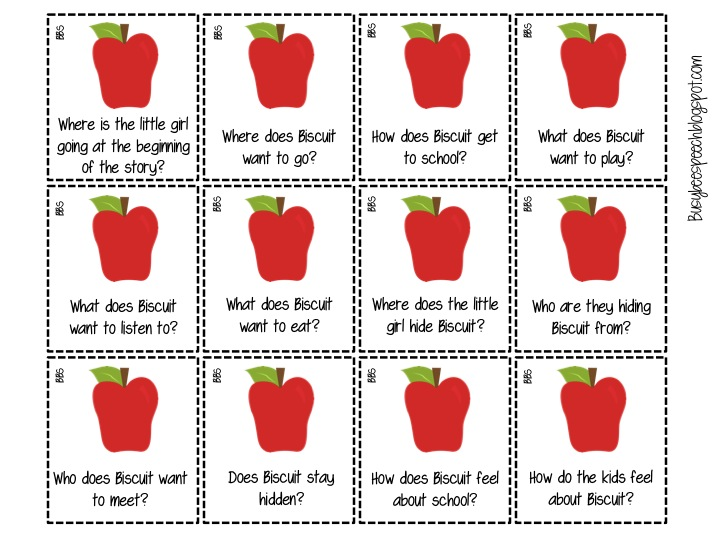 BBS
Where is the little girl
going at the beginning
of the story?
BBS
Where does Biscuit
want to go?
BBS
How does Biscuit get
to school?
BBS
What does Biscuit
want to play?
BBS
What does Biscuit
want to listen to?
BBS
What does Biscuit
want to eat?
BBS
Where does the little
girl hide Biscuit?
BBS
Who are they hiding
Biscuit from?
BBS
Who does Biscuit want
to meet?
BBS
Does Biscuit stay
hidden?
BBS
How does Biscuit feel
about school?
BBS
How do the kids feel
about Biscuit?
Busybeespeech.blogspot.com